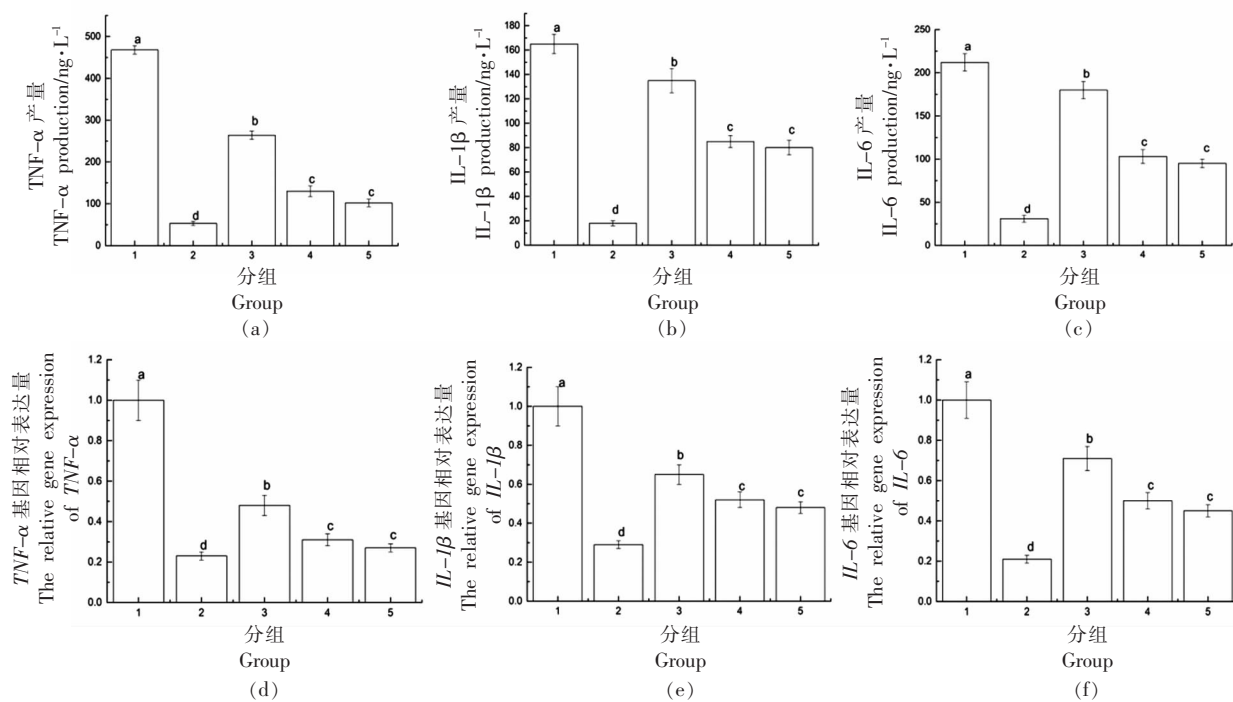 TNF-α 产量
TNF-α production/ng·L⁻¹
500
400
300
200
100
0
a
d
b
c
c
1 2 3 4 5
分组
Group
(a)
IL-1β 产量
IL-1β production/ng·L⁻¹
180
160
140
120
100
80
60
40
20
0
a
d
b
c
c
1 2 3 4 5
分组
Group
(b)
IL-6 产量
IL-6 production/ng·L⁻¹
250
200
150
100
50
0
a
d
b
c
c
1 2 3 4 5
分组
Group
(c)
TNF-α 基因相对表达量
The relative gene expression
of TNF-α
1.2
1.0
0.8
0.6
0.4
0.2
0.0
a
d
b
c
c
1 2 3 4 5
分组
Group
(d)
IL-1β 基因相对表达量
The relative gene expression
of IL-1β
1.2
1.0
0.8
0.6
0.4
0.2
0.0
a
d
b
c
c
1 2 3 4 5
分组
Group
(e)
IL-6 基因相对表达量
The relative gene expression
of IL-6
1.2
1.0
0.8
0.6
0.4
0.2
0.0
a
d
b
c
c
1 2 3 4 5
分组
Group
(f)